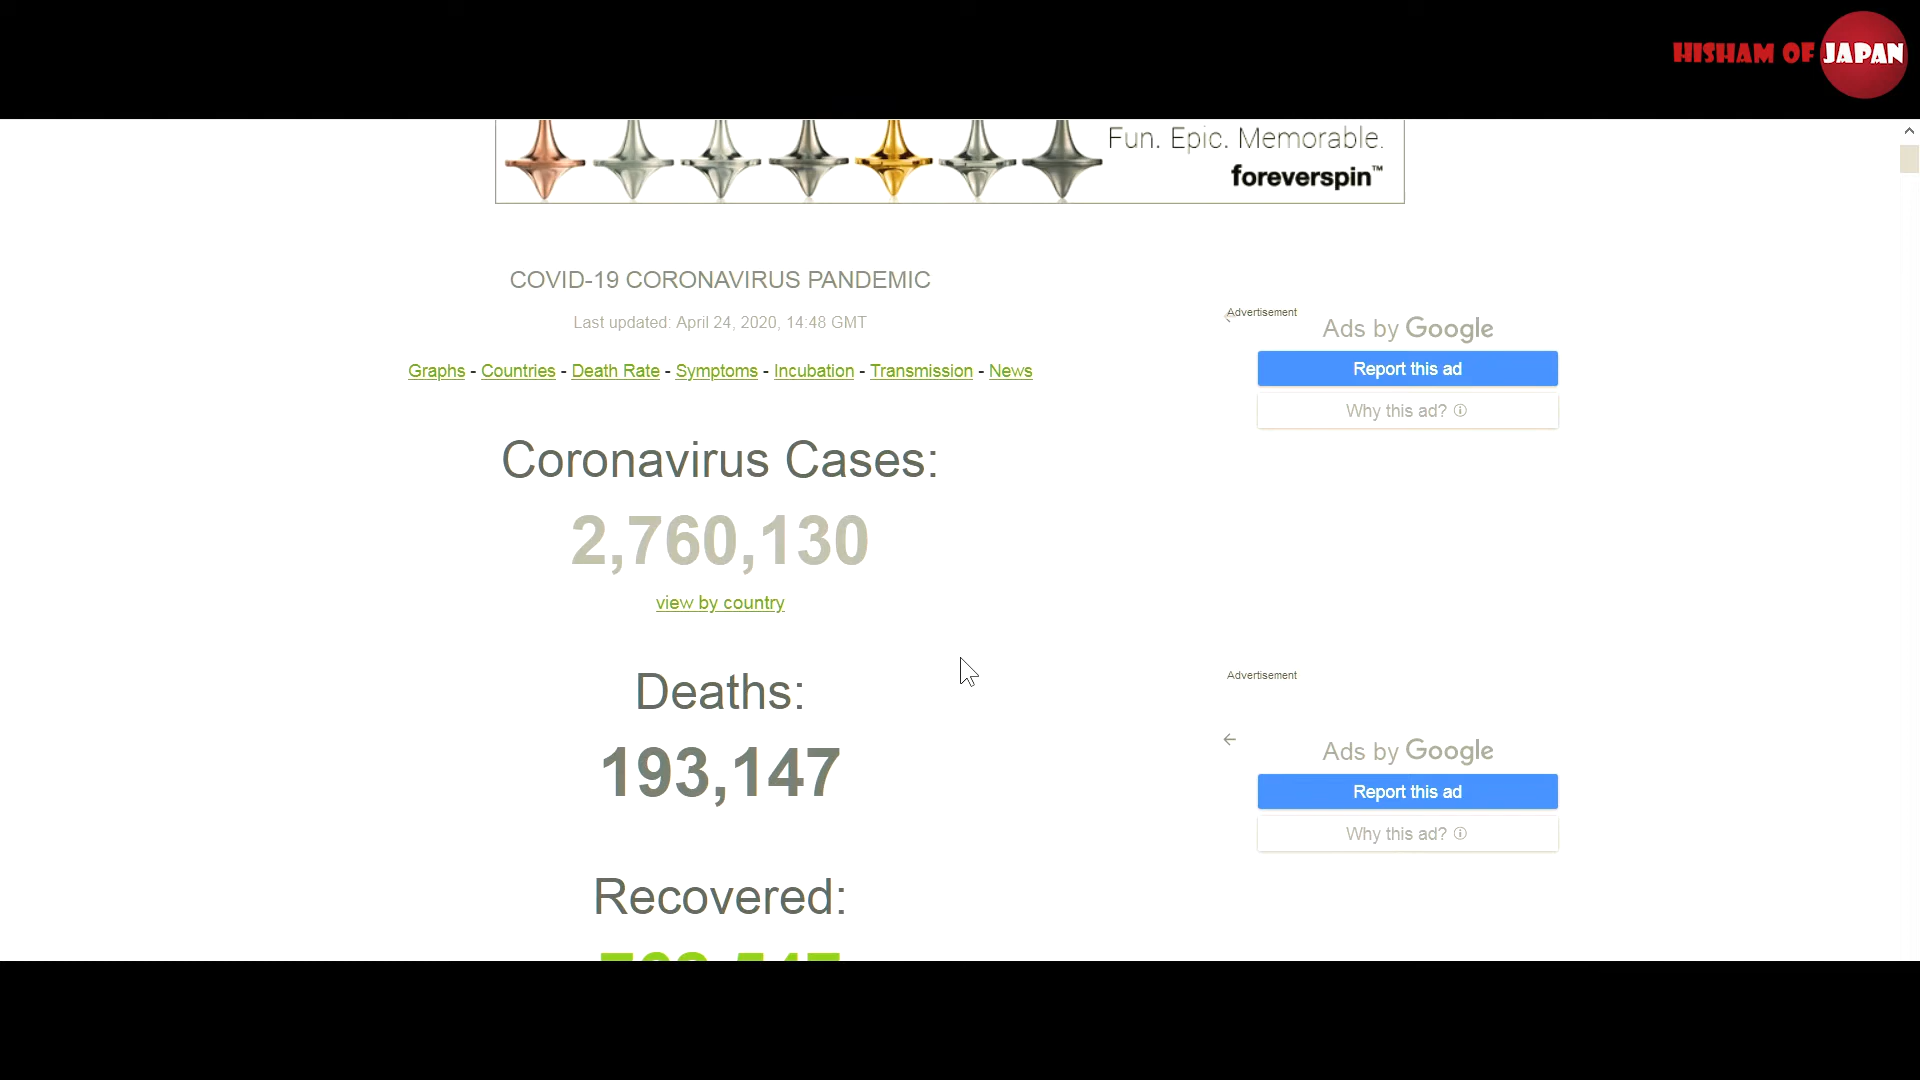 HISHAM OF JAPAN
Fun. Epic. Memorable.
foreverspin™
COVID-19 CORONAVIRUS PANDEMIC
Last updated: April 24, 2020, 14:48 GMT
Graphs - Countries - Death Rate - Symptoms - Incubation - Transmission - News
Coronavirus Cases:
2,760,130
view by country
Deaths:
193,147
Recovered:
Advertisement
Ads by Google
Report this ad
Why this ad?
Advertisement
Ads by Google
Report this ad
Why this ad?